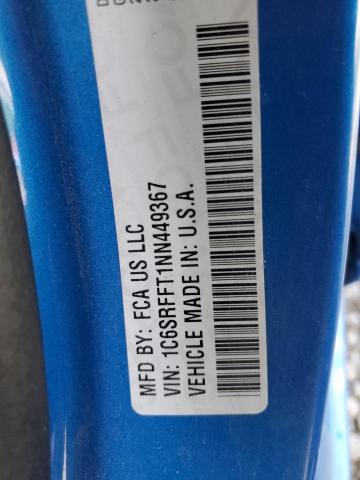 MFD BY: FCA US LLC
VIN: 1C6SRFFT1NN449367
VEHICLE MADE IN: U.S.A.